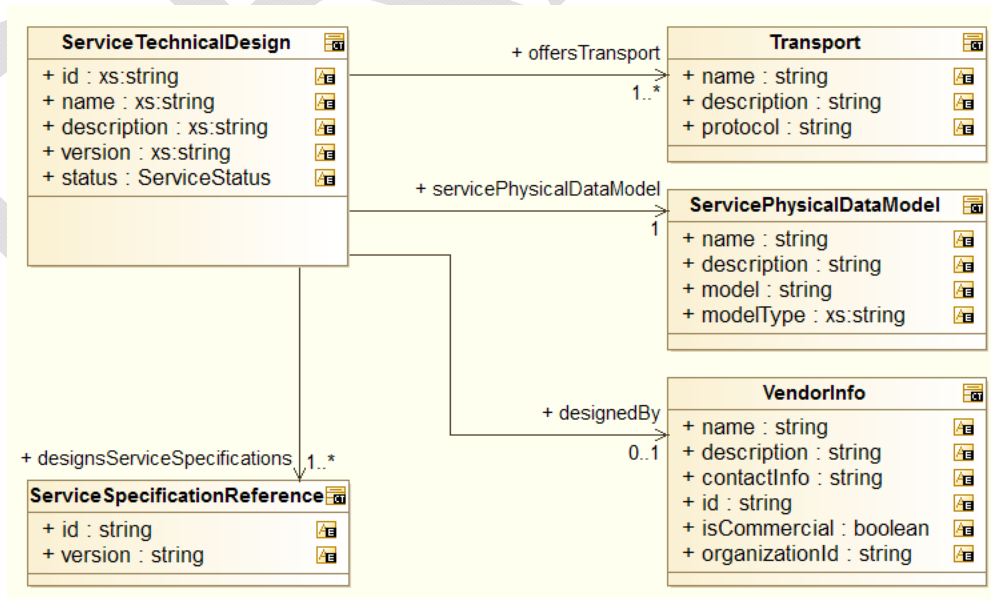 ServiceTechnicalDesign
+ id : xs:string
+ name : xs:string
+ description : xs:string
+ version : xs:string
+ status : ServiceStatus
+ offersTransport
1..*
Transport
+ name : string
+ description : string
+ protocol : string
+ servicePhysicalDataModel
1
ServicePhysicalDataModel
+ name : string
+ description : string
+ model : string
+ modelType : xs:string
+ designedBy
0..1
VendorInfo
+ name : string
+ description : string
+ contactInfo : string
+ id : string
+ isCommercial : boolean
+ organizationId : string
+ designsServiceSpecifications
1..*
ServiceSpecificationReference
+ id : string
+ version : string